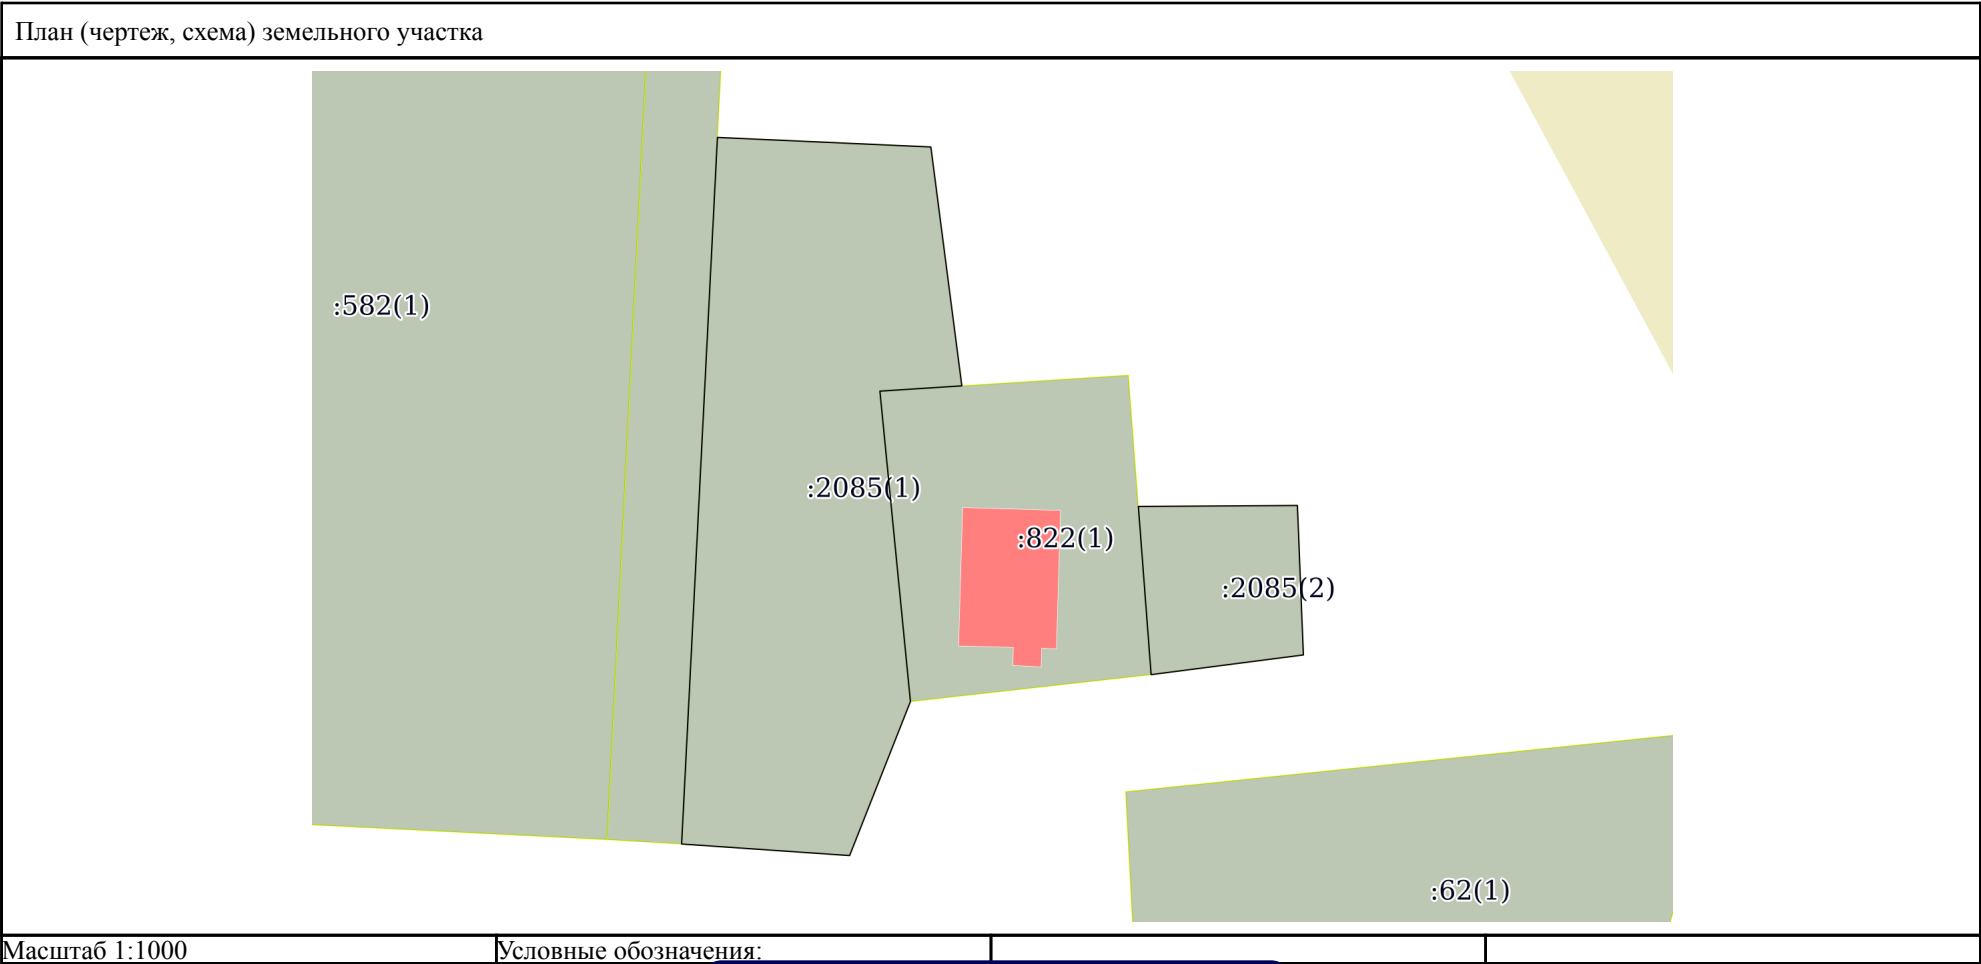 План (чертеж, схема) земельного участка
:582(1)
:2085(1)
:822(1)
:2085(2)
:62(1)
Масштаб 1:1000
Условные обозначения: